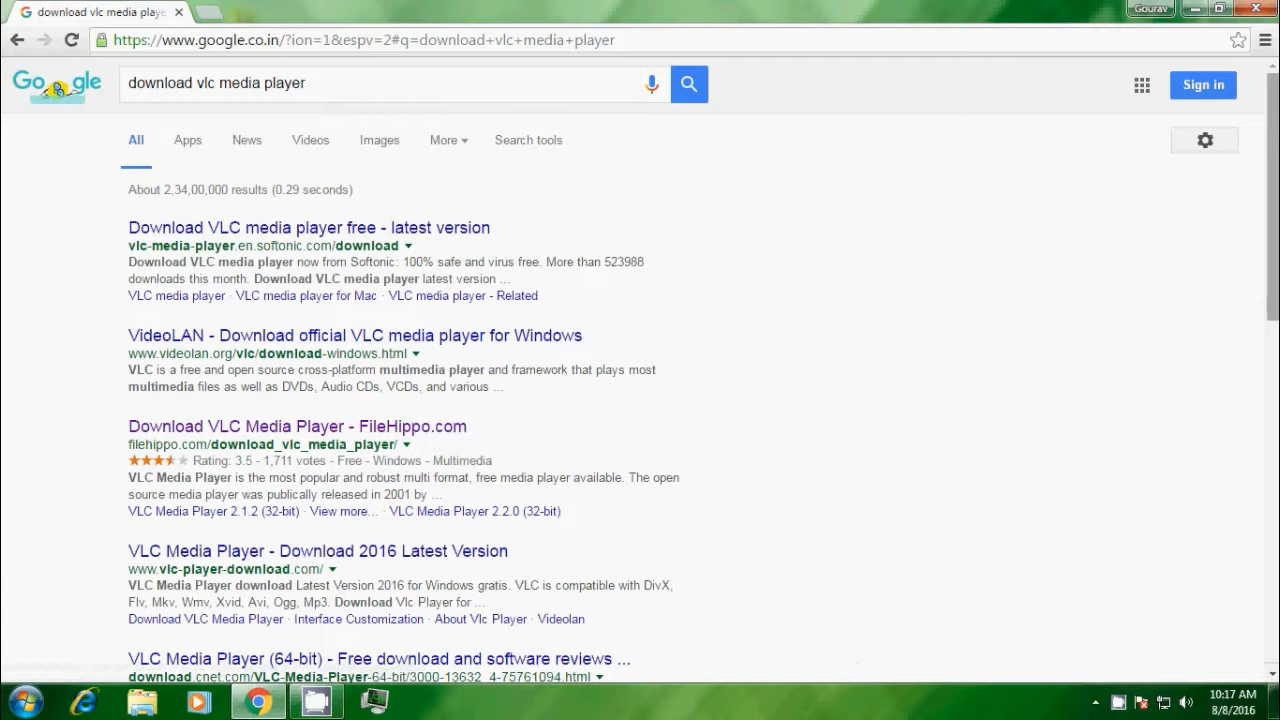 download vlc media playe
Gourav
https://www.google.co.in/?ion=1&espv=2#q=download+vlc+media+player
Google
download vlc media player
Sign in
All Apps News Videos Images More Search tools
About 2,34,00,000 results (0.29 seconds)
Download VLC media player free - latest version
vlc-media-player.en.softonic.com/download
Download VLC media player now from Softonic: 100% safe and virus free. More than 523988
downloads this month. Download VLC media player latest version ...
VLC media player · VLC media player for Mac · VLC media player - Related
VideoLAN - Download official VLC media player for Windows
www.videolan.org/vlc/download-windows.html
VLC is a free and open source cross-platform multimedia player and framework that plays most
multimedia files as well as DVDs, Audio CDs, VCDs, and various ...
Download VLC Media Player - FileHippo.com
filehippo.com/download_vlc_media_player/
Rating: 3.5 - 1,711 votes - Free - Windows - Multimedia
VLC Media Player is the most popular and robust multi format, free media player available. The open
source media player was publically released in 2001 by ...
VLC Media Player 2.1.2 (32-bit) · View more... · VLC Media Player 2.2.0 (32-bit)
VLC Media Player - Download 2016 Latest Version
www.vlc-player-download.com/
VLC Media Player download Latest Version 2016 for Windows gratis. VLC is compatible with DivX,
Flv, Mkv, Wmv, Xvid, Avi, Ogg, Mp3. Download Vlc Player for ...
Download VLC Media Player · Interface Customization · About Vlc Player · Videolan
VLC Media Player (64-bit) - Free download and software reviews ...
download.cnet.com/VLC-Media-Player-64-bit/3000-13632_4-75761094.html
10:17 AM
8/8/2016